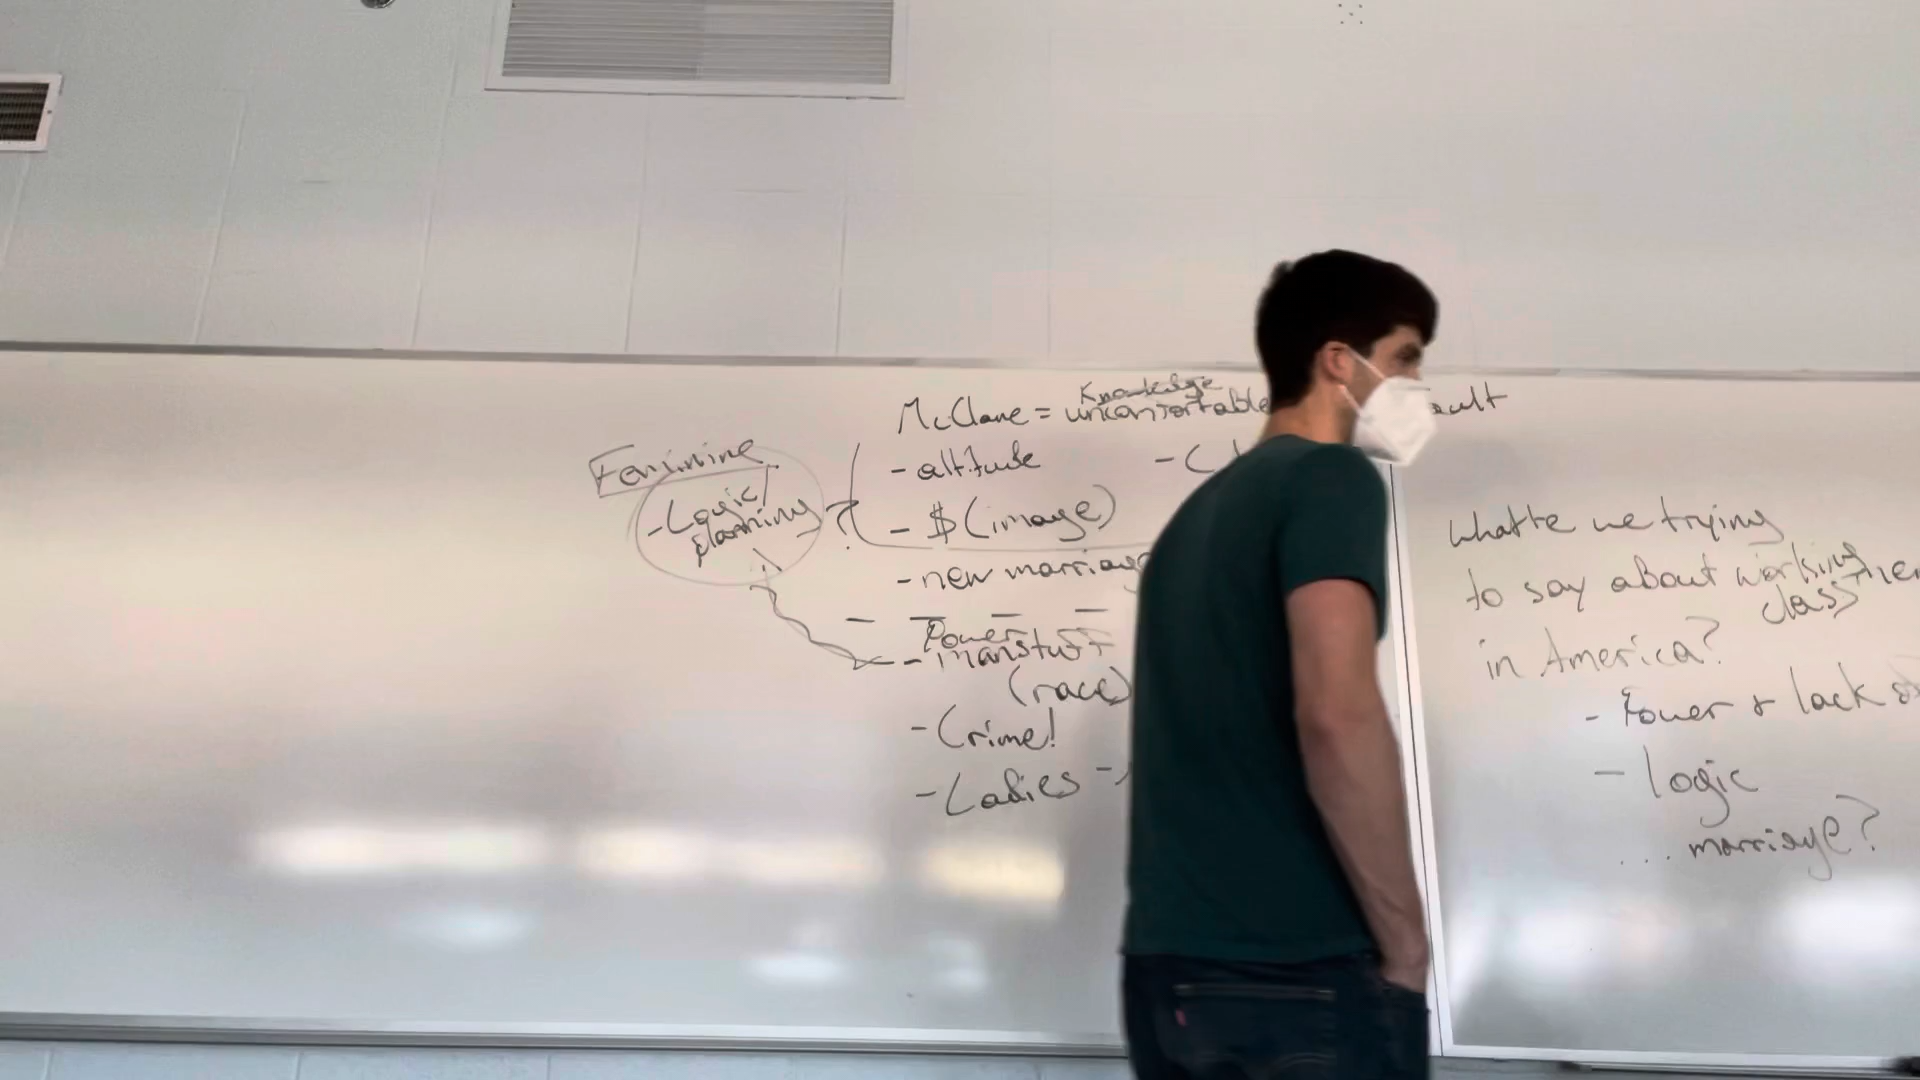 Feminine
- Logic/
planning
?
Knowledge
McClane = uncomfortable
- altitude
- $ (image)
- new marriage
Power
- manstuff
(race)
- Crime!
- Ladies -
What're we trying
to say about working
class
in America?
- Power & lack
- logic
... marriage?